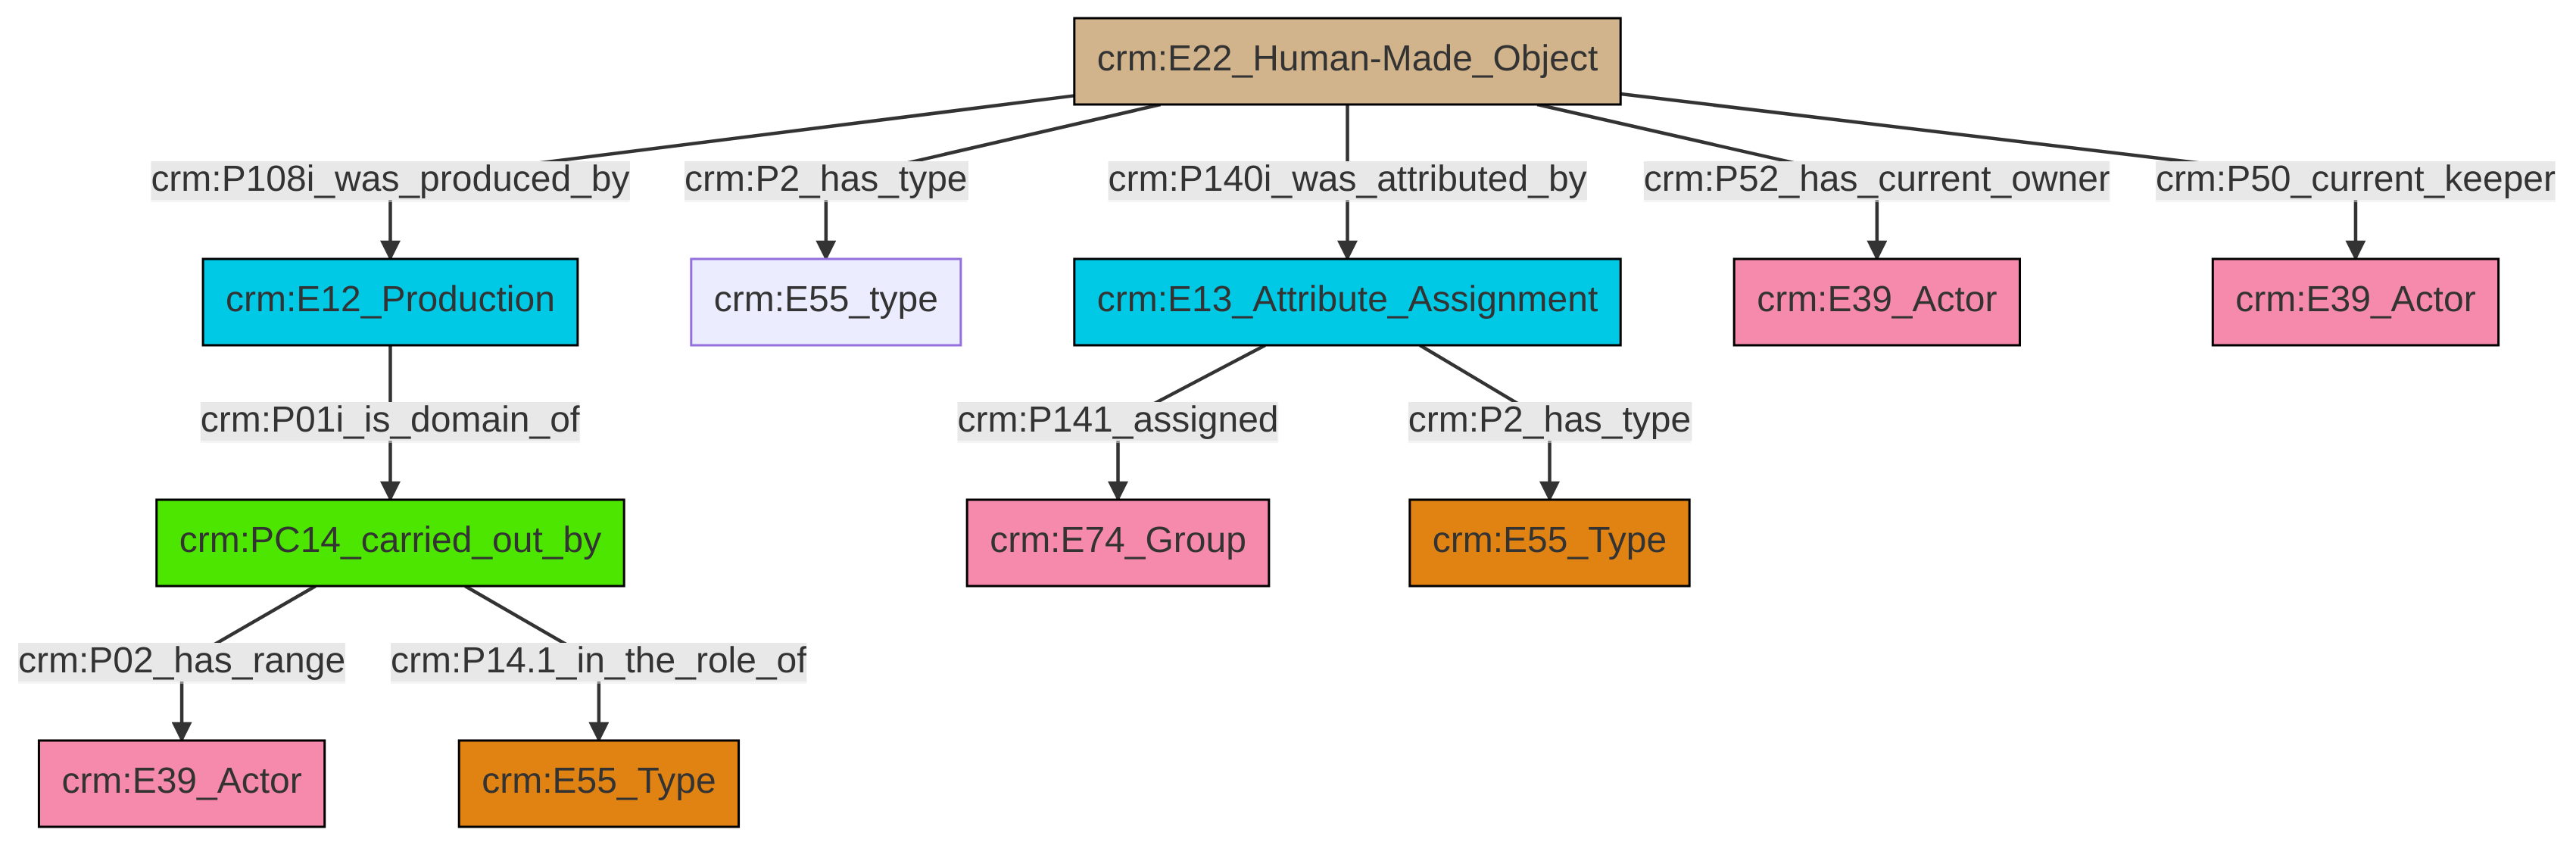 crm:E22_Human-Made_Object
crm:P108i_was_produced_by
crm:P2_has_type
crm:P140i_was_attributed_by
crm:P52_has_current_owner
crm:P50_current_keeper
crm:E12_Production
crm:E55_type
crm:E13_Attribute_Assignment
crm:E39_Actor
crm:E39_Actor
crm:P01i_is_domain_of
crm:P141_assigned
crm:P2_has_type
crm:PC14_carried_out_by
crm:E74_Group
crm:E55_Type
crm:P02_has_range
crm:P14.1_in_the_role_of
crm:E39_Actor
crm:E55_Type